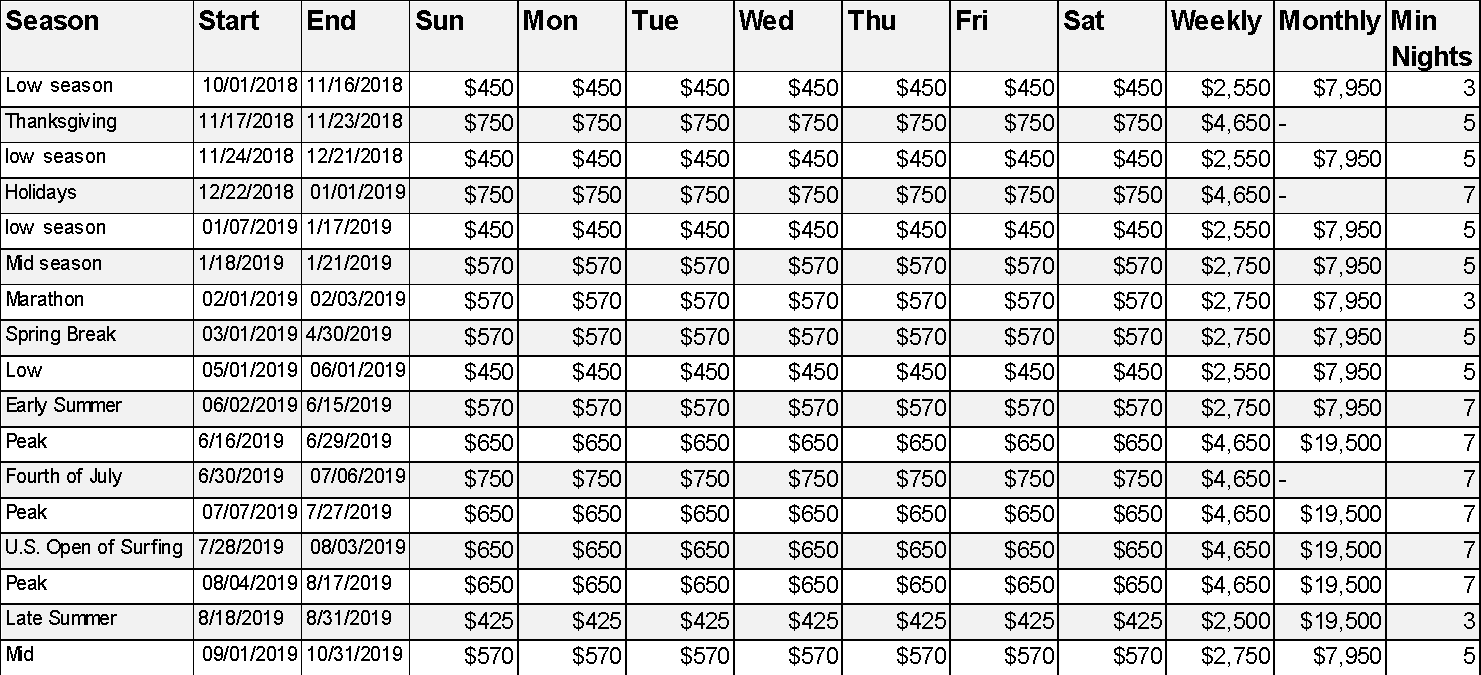 Season Start End Sun Mon Tue Wed Thu Fri Sat Weekly Monthly Min Nights
Low season 10/01/2018 11/16/2018 $450 $450 $450 $450 $450 $450 $450 $2,550 $7,950 3
Thanksgiving 11/17/2018 11/23/2018 $750 $750 $750 $750 $750 $750 $750 $4,650 - 5
low season 11/24/2018 12/21/2018 $450 $450 $450 $450 $450 $450 $450 $2,550 $7,950 5
Holidays 12/22/2018 01/01/2019 $750 $750 $750 $750 $750 $750 $750 $4,650 - 7
low season 01/07/2019 1/17/2019 $450 $450 $450 $450 $450 $450 $450 $2,550 $7,950 5
Mid season 1/18/2019 1/21/2019 $570 $570 $570 $570 $570 $570 $570 $2,750 $7,950 5
Marathon 02/01/2019 02/03/2019 $570 $570 $570 $570 $570 $570 $570 $2,750 $7,950 3
Spring Break 03/01/2019 4/30/2019 $570 $570 $570 $570 $570 $570 $570 $2,750 $7,950 5
Low 05/01/2019 06/01/2019 $450 $450 $450 $450 $450 $450 $450 $2,550 $7,950 5
Early Summer 06/02/2019 6/15/2019 $570 $570 $570 $570 $570 $570 $570 $2,750 $7,950 7
Peak 6/16/2019 6/29/2019 $650 $650 $650 $650 $650 $650 $650 $4,650 $19,500 7
Fourth of July 6/30/2019 07/06/2019 $750 $750 $750 $750 $750 $750 $750 $4,650 - 7
Peak 07/07/2019 7/27/2019 $650 $650 $650 $650 $650 $650 $650 $4,650 $19,500 7
U.S. Open of Surfing 7/28/2019 08/03/2019 $650 $650 $650 $650 $650 $650 $650 $4,650 $19,500 7
Peak 08/04/2019 8/17/2019 $650 $650 $650 $650 $650 $650 $650 $4,650 $19,500 7
Late Summer 8/18/2019 8/31/2019 $425 $425 $425 $425 $425 $425 $425 $2,500 $19,500 3
Mid 09/01/2019 10/31/2019 $570 $570 $570 $570 $570 $570 $570 $2,750 $7,950 5